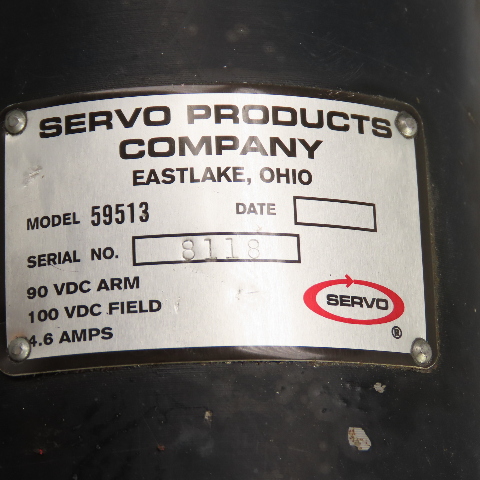 SERVO PRODUCTS
COMPANY
EASTLAKE, OHIO
MODEL 59513 DATE
SERIAL NO. 8118
90 VDC ARM
100 VDC FIELD
4.6 AMPS
SERVO
®